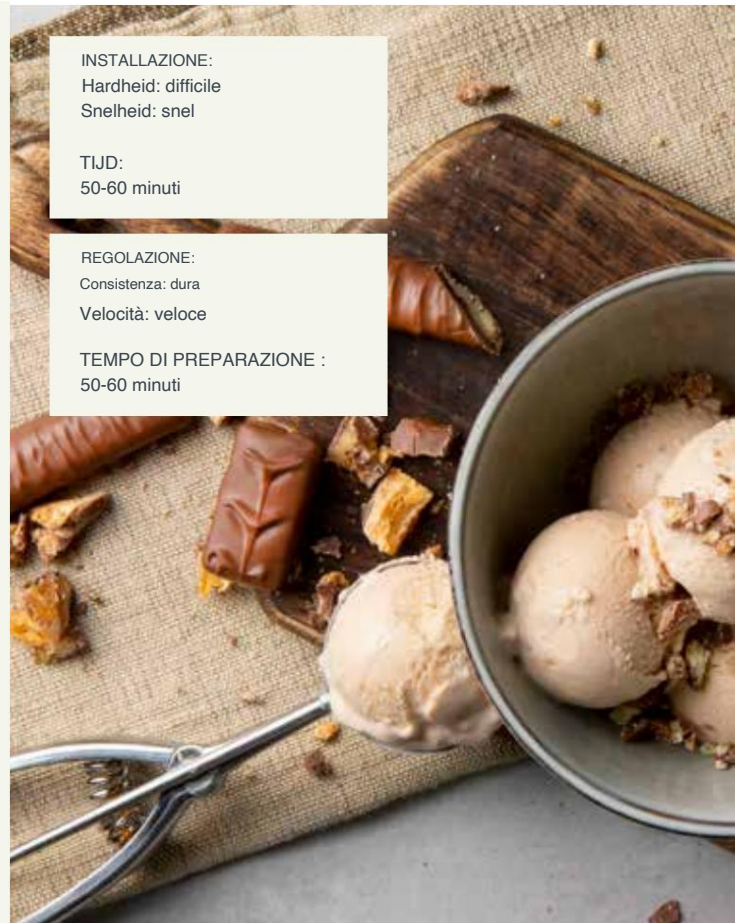 INSTALLAZIONE:
Hardheid: difficile
Snelheid: snel
TIJD:
50-60 minuti
REGOLAZIONE:
Consistenza: dura
Velocità: veloce
TEMPO DI PREPARAZIONE :
50-60 minuti